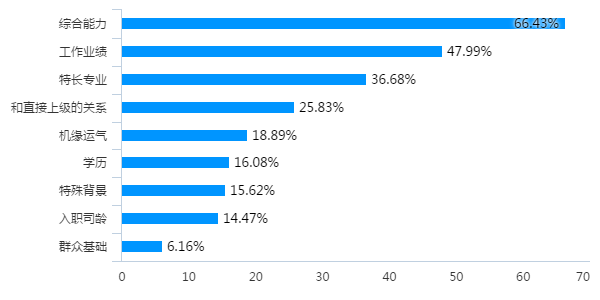 综合能力 66.43%
工作业绩 47.99%
特长专业 36.68%
和直接上级的关系 25.83%
机缘运气 18.89%
学历 16.08%
特殊背景 15.62%
入职司龄 14.47%
群众基础 6.16%
0 10 20 30 40 50 60 70